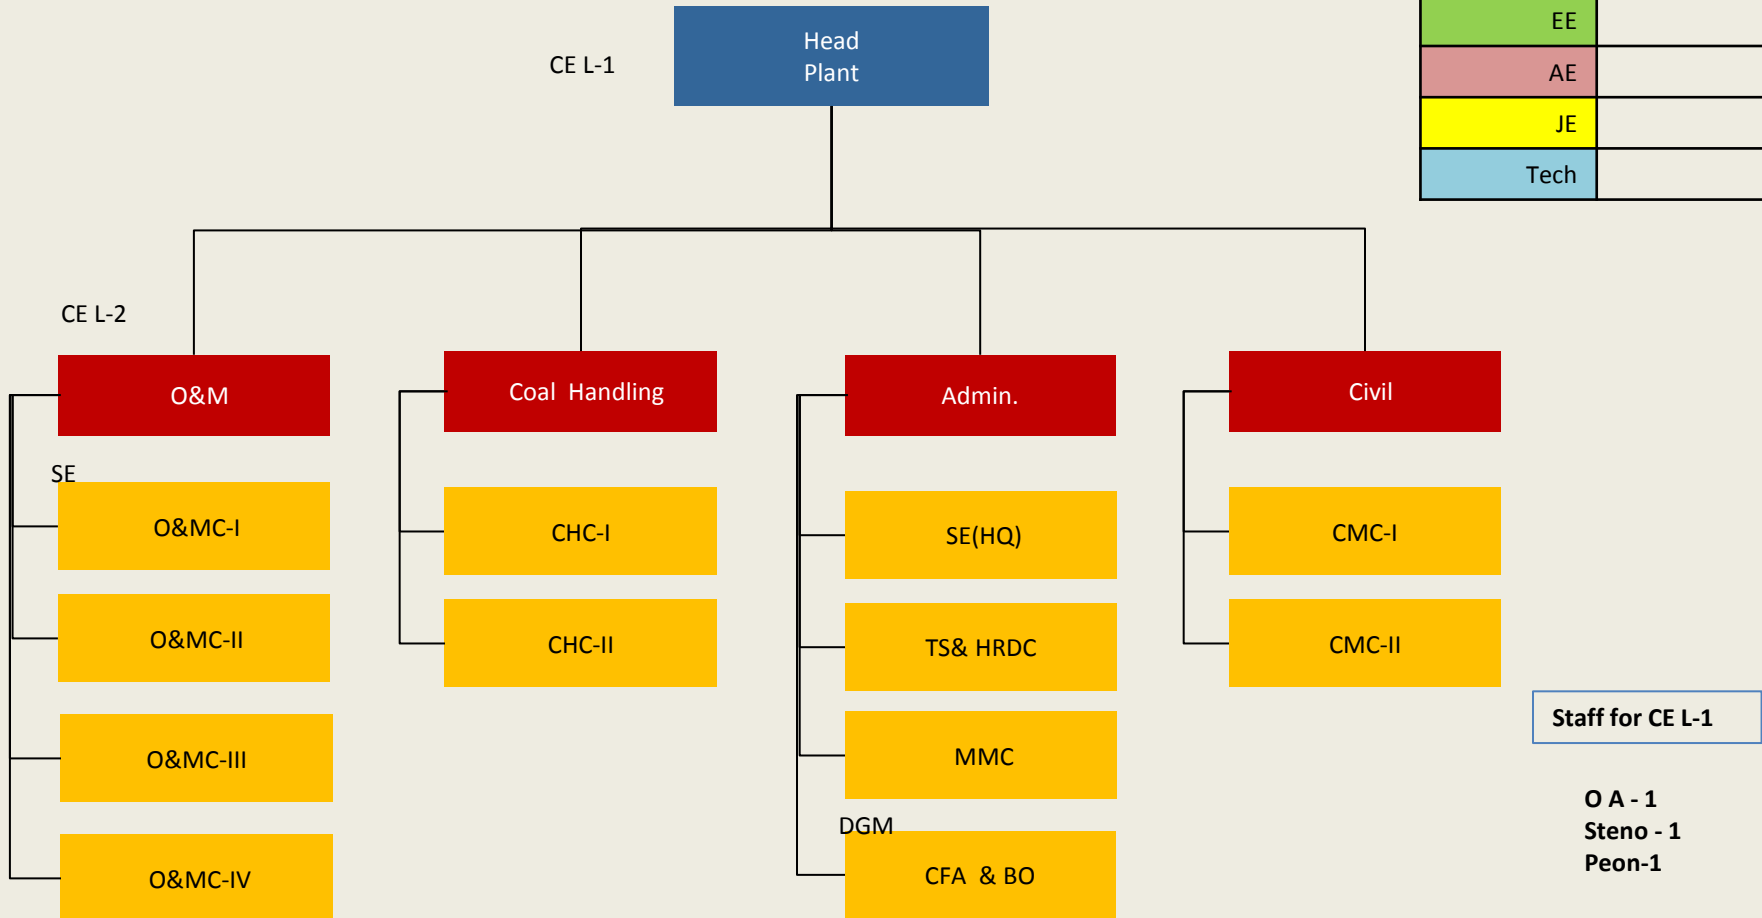 Head
Plant
CE L-1
EE
AE
JE
Tech
CE L-2
O&M
Coal  Handling
Admin.
Civil
SE
O&MC-I
CHC-I
SE(HQ)
CMC-I
O&MC-II
CHC-II
TS& HRDC
CMC-II
O&MC-III
MMC
Staff for CE L-1
O A - 1
Steno - 1
Peon-1
DGM
O&MC-IV
CFA  & BO